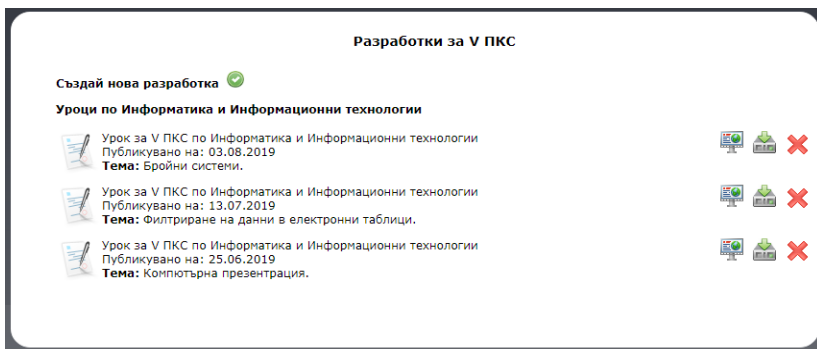 Разработки за V ПКС
Създай нова разработка
Уроци по Информатика и Информационни технологии
Урок за V ПКС по Информатика и Информационни технологии
Публикувано на: 03.08.2019
Тема: Бройни системи.
Урок за V ПКС по Информатика и Информационни технологии
Публикувано на: 13.07.2019
Тема: Филтриране на данни в електронни таблици.
Урок за V ПКС по Информатика и Информационни технологии
Публикувано на: 25.06.2019
Тема: Компютърна презентрация.